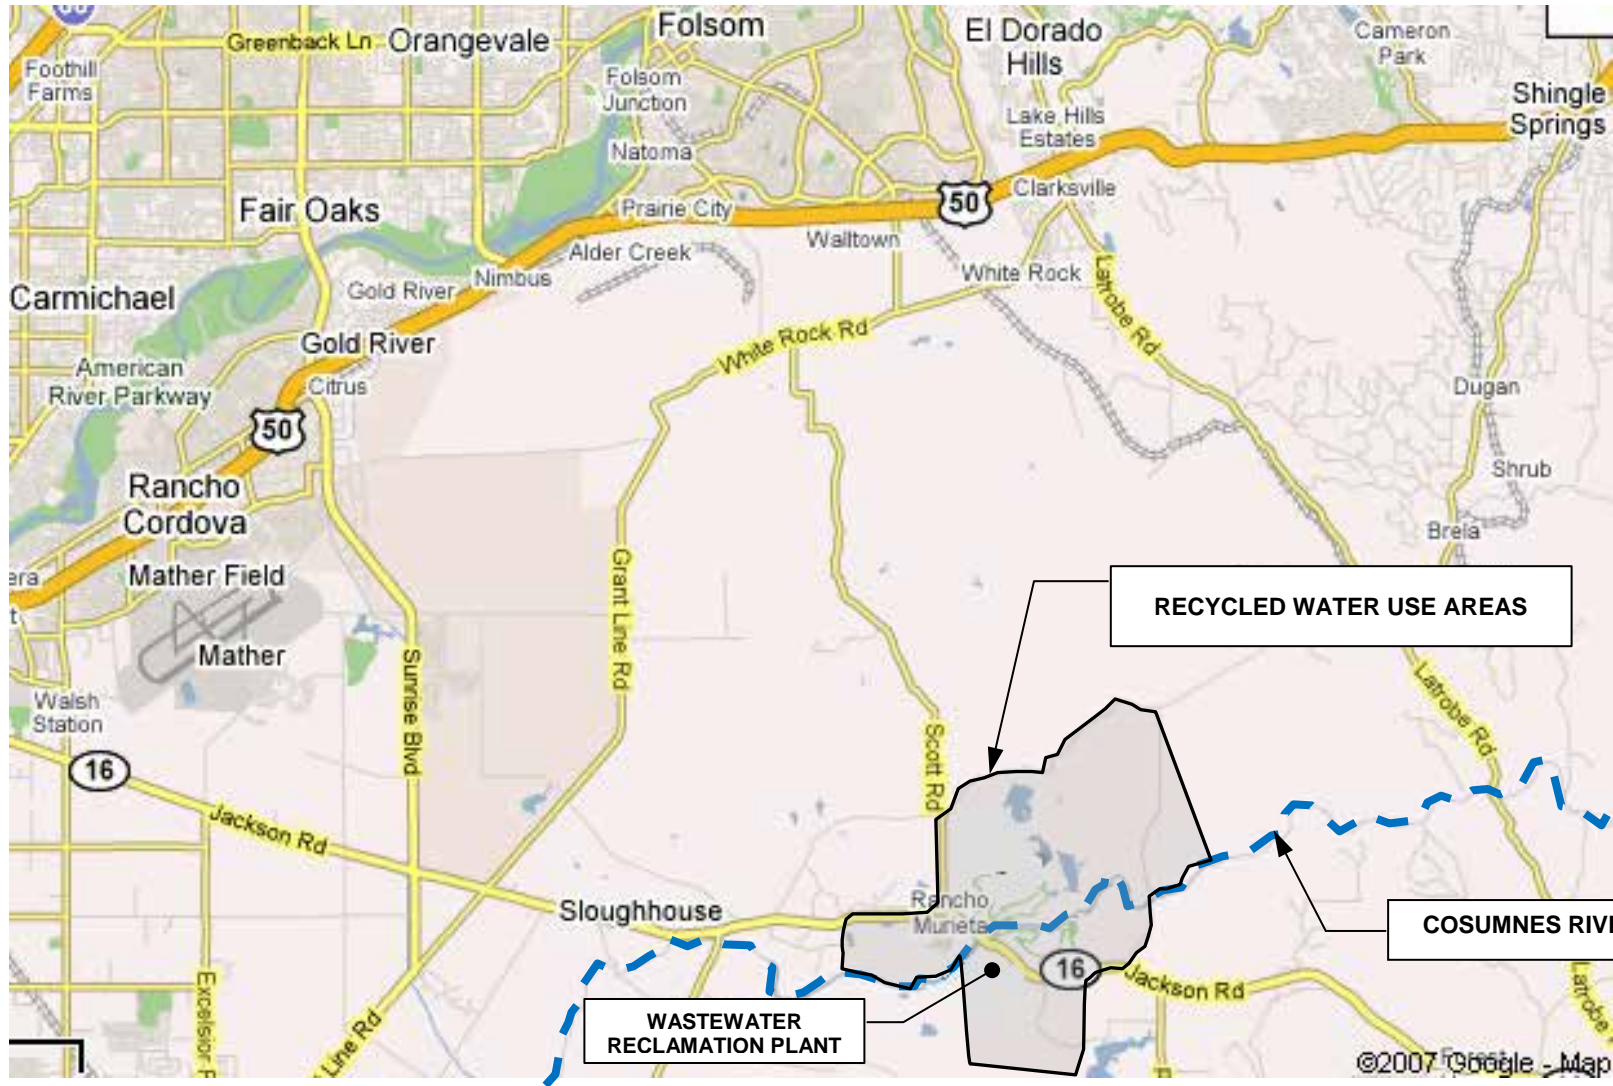 Greenback Ln
Orangevale
Folsom
El Dorado
Hills
Cameron
Park
Foothill
Farms
Folsom
Junction
Shingle
Springs
Lake Hills
Estates
Natoma
Fair Oaks
Prairie City
50
Clarksville
Walltown
Alder Creek
White Rock
Carmichael
Gold River
Nimbus
Latrobe Rd
White Rock Rd
Gold River
American
River Parkway
Citrus
Dugan
50
Shrub
Rancho
Cordova
Brela
era
t
Mather Field
Grant Line Rd
RECYCLED WATER USE AREAS
Mather
Sunrise Blvd
Walsh
Station
Latrobe Rd
16
Scott Rd
Jackson Rd
Sloughhouse
Rancho
Murieta
COSUMNES RIV
16
Jackson Rd
Excelsior
Line Rd
Latrobe
WASTEWATER
RECLAMATION PLANT
©2007 Google - Map